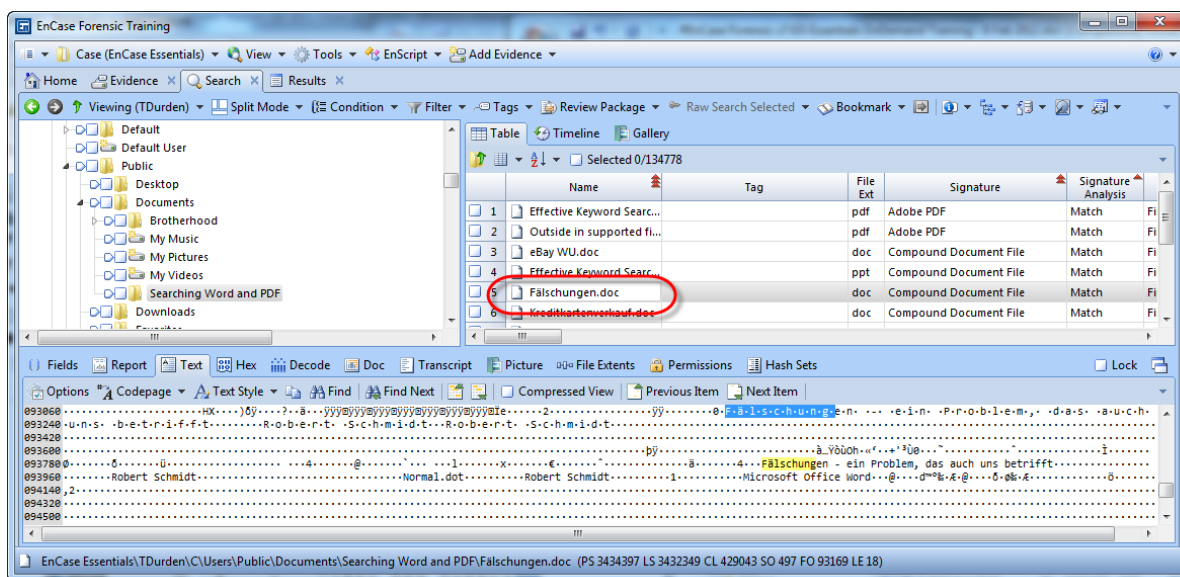 EnCase Forensic Training
Case (EnCase Essentials) View Tools EnScript Add Evidence
Home Evidence Search Results
Viewing (TDurden) Split Mode Condition Filter Tags Review Package Raw Search Selected Bookmark
Default
Default User
Public
Desktop
Documents
Brotherhood
My Music
My Pictures
My Videos
Searching Word and PDF
Downloads
Favorites
Table Timeline Gallery
Selected 0/134778
Name Tag File Ext Signature Signature Analysis
1 Effective Keyword Searc... pdf Adobe PDF Match Fi
2 Outside in supported fi... pdf Adobe PDF Match Fi
3 eBay WU.doc doc Compound Document File Match Fi
4 Effective Keyword Searc... ppt Compound Document File Match Fi
5 Fälschungen.doc doc Compound Document File Match Fi
6 Kreditkartenverkauf.doc doc Compound Document File Match Fi
Fields Report Text Hex Decode Doc Transcript Picture File Extents Permissions Hash Sets Lock
Options Codepage Text Style Find Find Next Compressed View Previous Item Next Item
093060 F·ä·l·s·c·h·u·n·g·e·n· ·-· ·e·i·n· ·P·r·o·b·l·e·m·,· ·d·a·s· ·a·u·c·h·
093240 ·u·n·s· ·b·e·t·r·i·f·f·t· R·o·b·e·r·t· ·S·c·h·m·i·d·t· R·o·b·e·r·t· ·S·c·h·m·i·d·t·
093420
093600
093780 Fälschungen - ein Problem, das auch uns betrifft
093960 Robert Schmidt Normal.dot Robert Schmidt 1 Microsoft Office Word
094140
094320
094500
EnCase Essentials\TDurden\C\Users\Public\Documents\Searching Word and PDF\Fälschungen.doc (PS 3434397 LS 3432349 CL 429043 SO 497 FO 93169 LE 18)